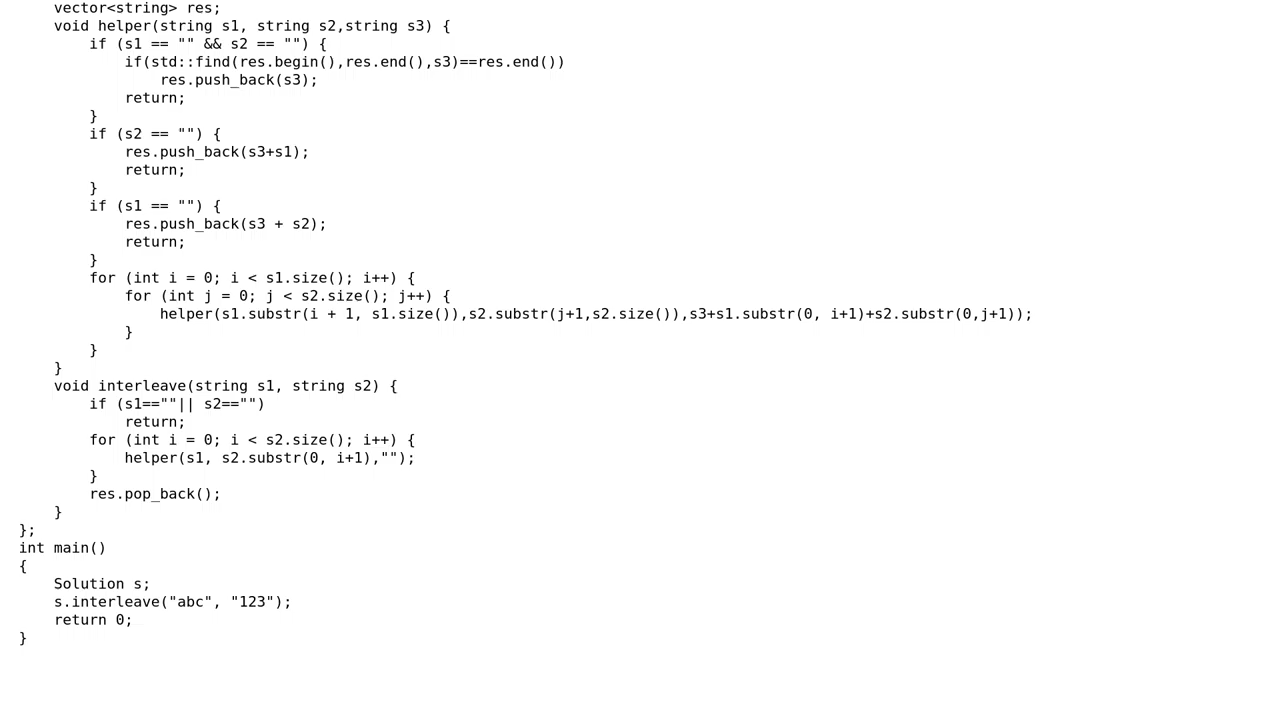 vector<string> res;
    void helper(string s1, string s2,string s3) {
        if (s1 == "" && s2 == "") {
            if(std::find(res.begin(),res.end(),s3)==res.end())
                res.push_back(s3);
            return;
        }
        if (s2 == "") {
            res.push_back(s3+s1);
            return;
        }
        if (s1 == "") {
            res.push_back(s3 + s2);
            return;
        }
        for (int i = 0; i < s1.size(); i++) {
            for (int j = 0; j < s2.size(); j++) {
                helper(s1.substr(i + 1, s1.size()),s2.substr(j+1,s2.size()),s3+s1.substr(0, i+1)+s2.substr(0,j+1));
            }
        }
    }
    void interleave(string s1, string s2) {
        if (s1==""|| s2=="")
            return;
        for (int i = 0; i < s2.size(); i++) {
            helper(s1, s2.substr(0, i+1),"");
        }
        res.pop_back();
    }
};
int main()
{
    Solution s;
    s.interleave("abc", "123");
    return 0;
}